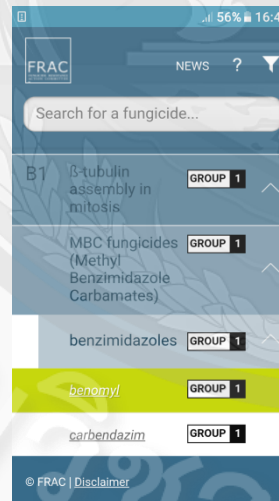 56% 16:4
FRAC
NEWS ?
Search for a fungicide...
B1 ß-tubulin assembly in mitosis GROUP 1
MBC fungicides (Methyl Benzimidazole Carbamates) GROUP 1
benzimidazoles GROUP 1
benomyl GROUP 1
carbendazim GROUP 1
© FRAC | Disclaimer